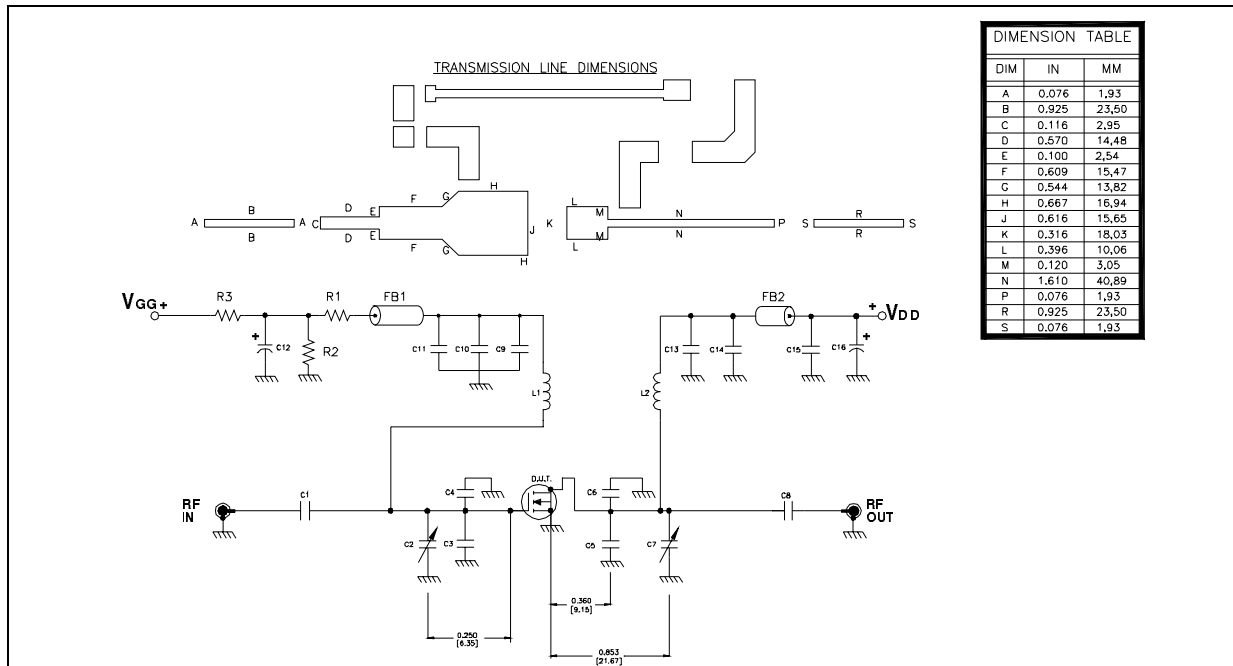 TRANSMISSION LINE DIMENSIONS
DIMENSION TABLE
DIM IN MM
A 0.076 1,93
B 0.925 23,50
C 0.116 2,95
D 0.570 14,48
E 0.100 2,54
F 0.609 15,47
G 0.544 13,82
H 0.667 16,94
J 0.616 15,65
K 0.316 18,03
L 0.396 10,06
M 0.120 3,05
N 1.610 40,89
P 0.076 1,93
R 0.925 23,50
S 0.076 1,93
H
F
G
L
B
D
E
M
N
R
A
A
C
J
K
P
S
S
B
D
E
F
G
M
N
R
L
H
VGG+
R3
R1
FB1
FB2
+
VDD
+
C12
R2
C11
C10
C9
C13
C14
C15
C16
+
L1
L2
D.U.T.
C4
C6
RF
IN
C1
C8
RF
OUT
C2
C3
C5
C7
0.360
[9.15]
0.250
[6.35]
0.853
[21.67]